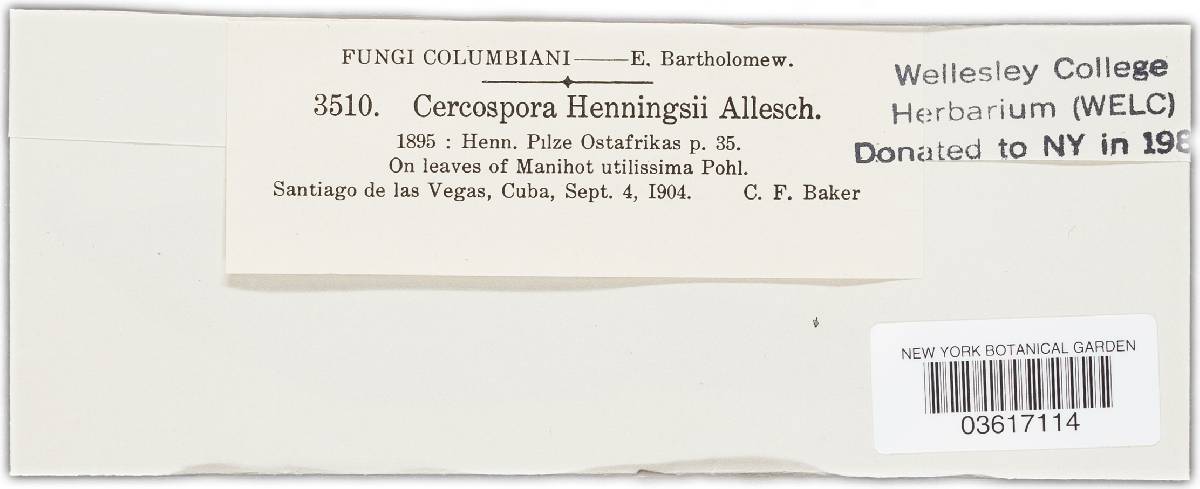 FUNGI COLUMBIANI——E. Bartholomew.
3510. Cercospora Henningsii Allesch.
1895 : Henn. Pilze Ostafrikas p. 35.
On leaves of Manihot utilissima Pohl.
Santiago de las Vegas, Cuba, Sept. 4, 1904. C. F. Baker
Wellesley College
Herbarium (WELC)
Donated to NY in
NEW YORK BOTANICAL GARDEN
03617114